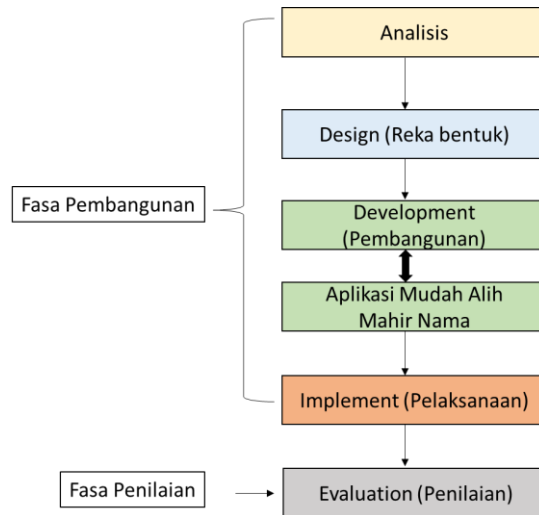 Analisis
Design (Reka bentuk)
Fasa Pembangunan
Development
(Pembangunan)
Aplikasi Mudah Alih
Mahir Nama
Implement (Pelaksanaan)
Fasa Penilaian
Evaluation (Penilaian)